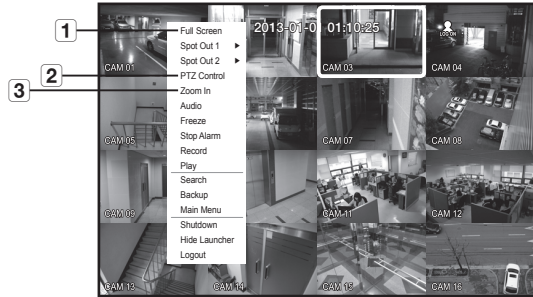 1
2
3
Full Screen
Spot Out 1
Spot Out 2
PTZ Control
Zoom In
Audio
Freeze
Stop Alarm
Record
Play
Search
Backup
Main Menu
Shutdown
Hide Launcher
Logout
2013-01-0 01:10:25
LOG ON
CAM 01
CAM 03
CAM 04
CAM 05
CAM 07
CAM 08
CAM 09
CAM 11
CAM 12
CAM 13
CAM 14
CAM 15
CAM 16